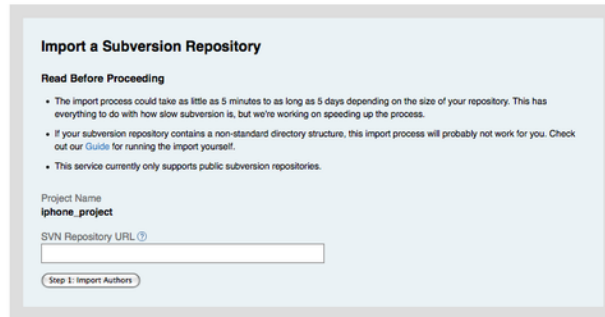 Import a Subversion Repository
Read Before Proceeding
• The import process could take as little as 5 minutes to as long as 5 days depending on the size of your repository. This has
everything to do with how slow subversion is, but we're working on speeding up the process.
• If your subversion repository contains a non-standard directory structure, this import process will probably not work for you. Check
out our Guide for running the import yourself.
• This service currently only supports public subversion repositories.
Project Name
iphone_project
SVN Repository URL (?)
Step 1: Import Authors